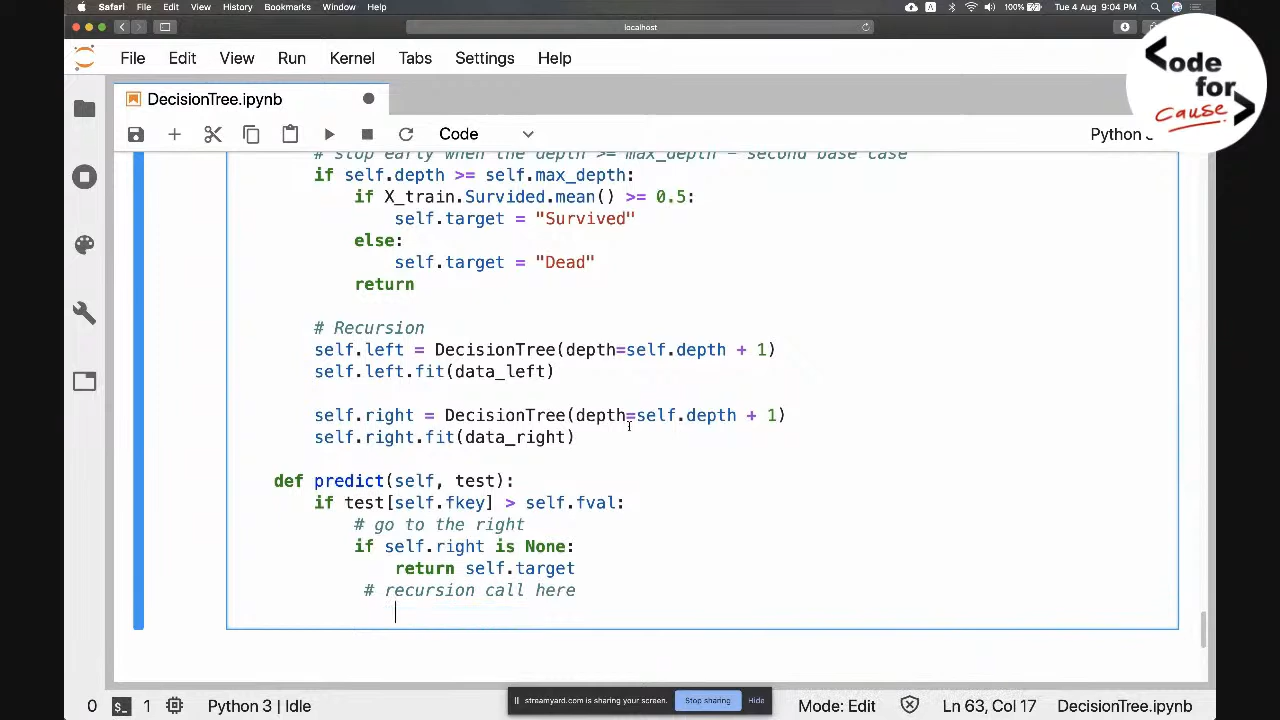 Safari File Edit View History Bookmarks Window Help 100% Tue 4 Aug 9:04 PM
localhost
File Edit View Run Kernel Tabs Settings Help
<ode for cause>
DecisionTree.ipynb
Code Python 3
# stop early when the depth >= max_depth - second base case
if self.depth >= self.max_depth:
if X_train.Survided.mean() >= 0.5:
self.target = "Survived"
else:
self.target = "Dead"
return
# Recursion
self.left = DecisionTree(depth=self.depth + 1)
self.left.fit(data_left)
self.right = DecisionTree(depth=self.depth + 1)
self.right.fit(data_right)
def predict(self, test):
if test[self.fkey] > self.fval:
# go to the right
if self.right is None:
return self.target
# recursion call here
streamyard.com is sharing your screen. Stop sharing Hide
0 $_ 1 Python 3 | Idle Mode: Edit Ln 63, Col 17 DecisionTree.ipynb